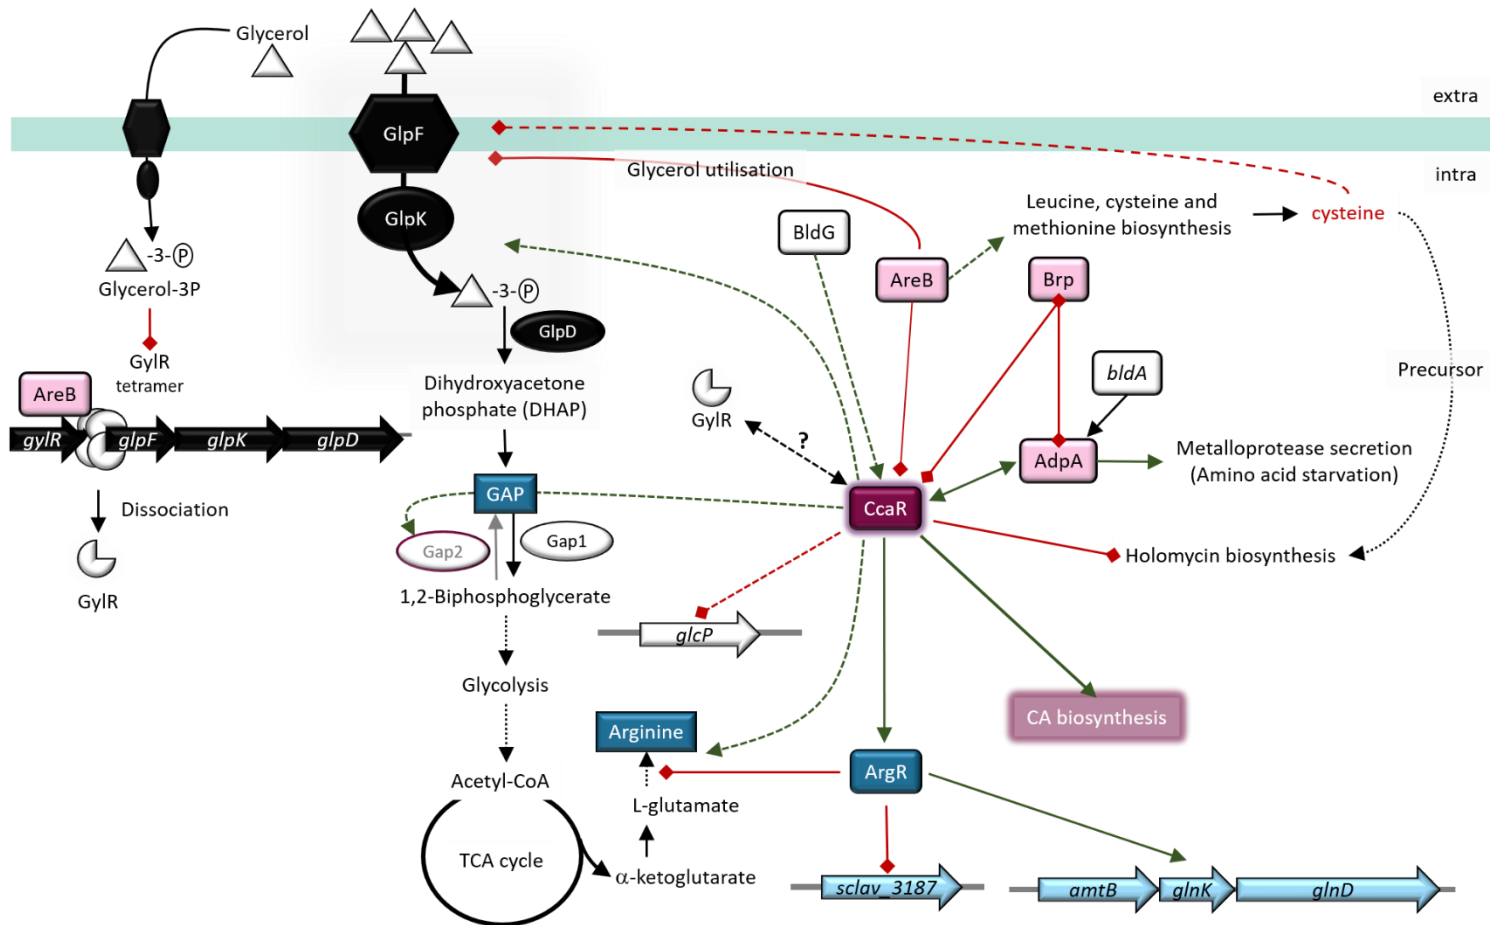 Glycerol
extra
GlpF
Glycerol utilisation
intra
GlpK
BldG
Leucine, cysteine and
methionine biosynthesis
cysteine
AreB
Brp
-3-P
Glycerol-3P
-3-P
GlpD
GylR
tetramer
AreB
Dihydroxyacetone
phosphate (DHAP)
GylR
?
bldA
Precursor
gylR
glpF
glpK
glpD
AdpA
Metalloprotease secretion
(Amino acid starvation)
GAP
CcaR
Dissociation
Gap2
Gap1
Holomycin biosynthesis
GylR
1,2-Biphosphoglycerate
glcP
Glycolysis
CA biosynthesis
Arginine
Acetyl-CoA
ArgR
L-glutamate
TCA cycle
α-ketoglutarate
sclav_3187
amtB
glnK
glnD